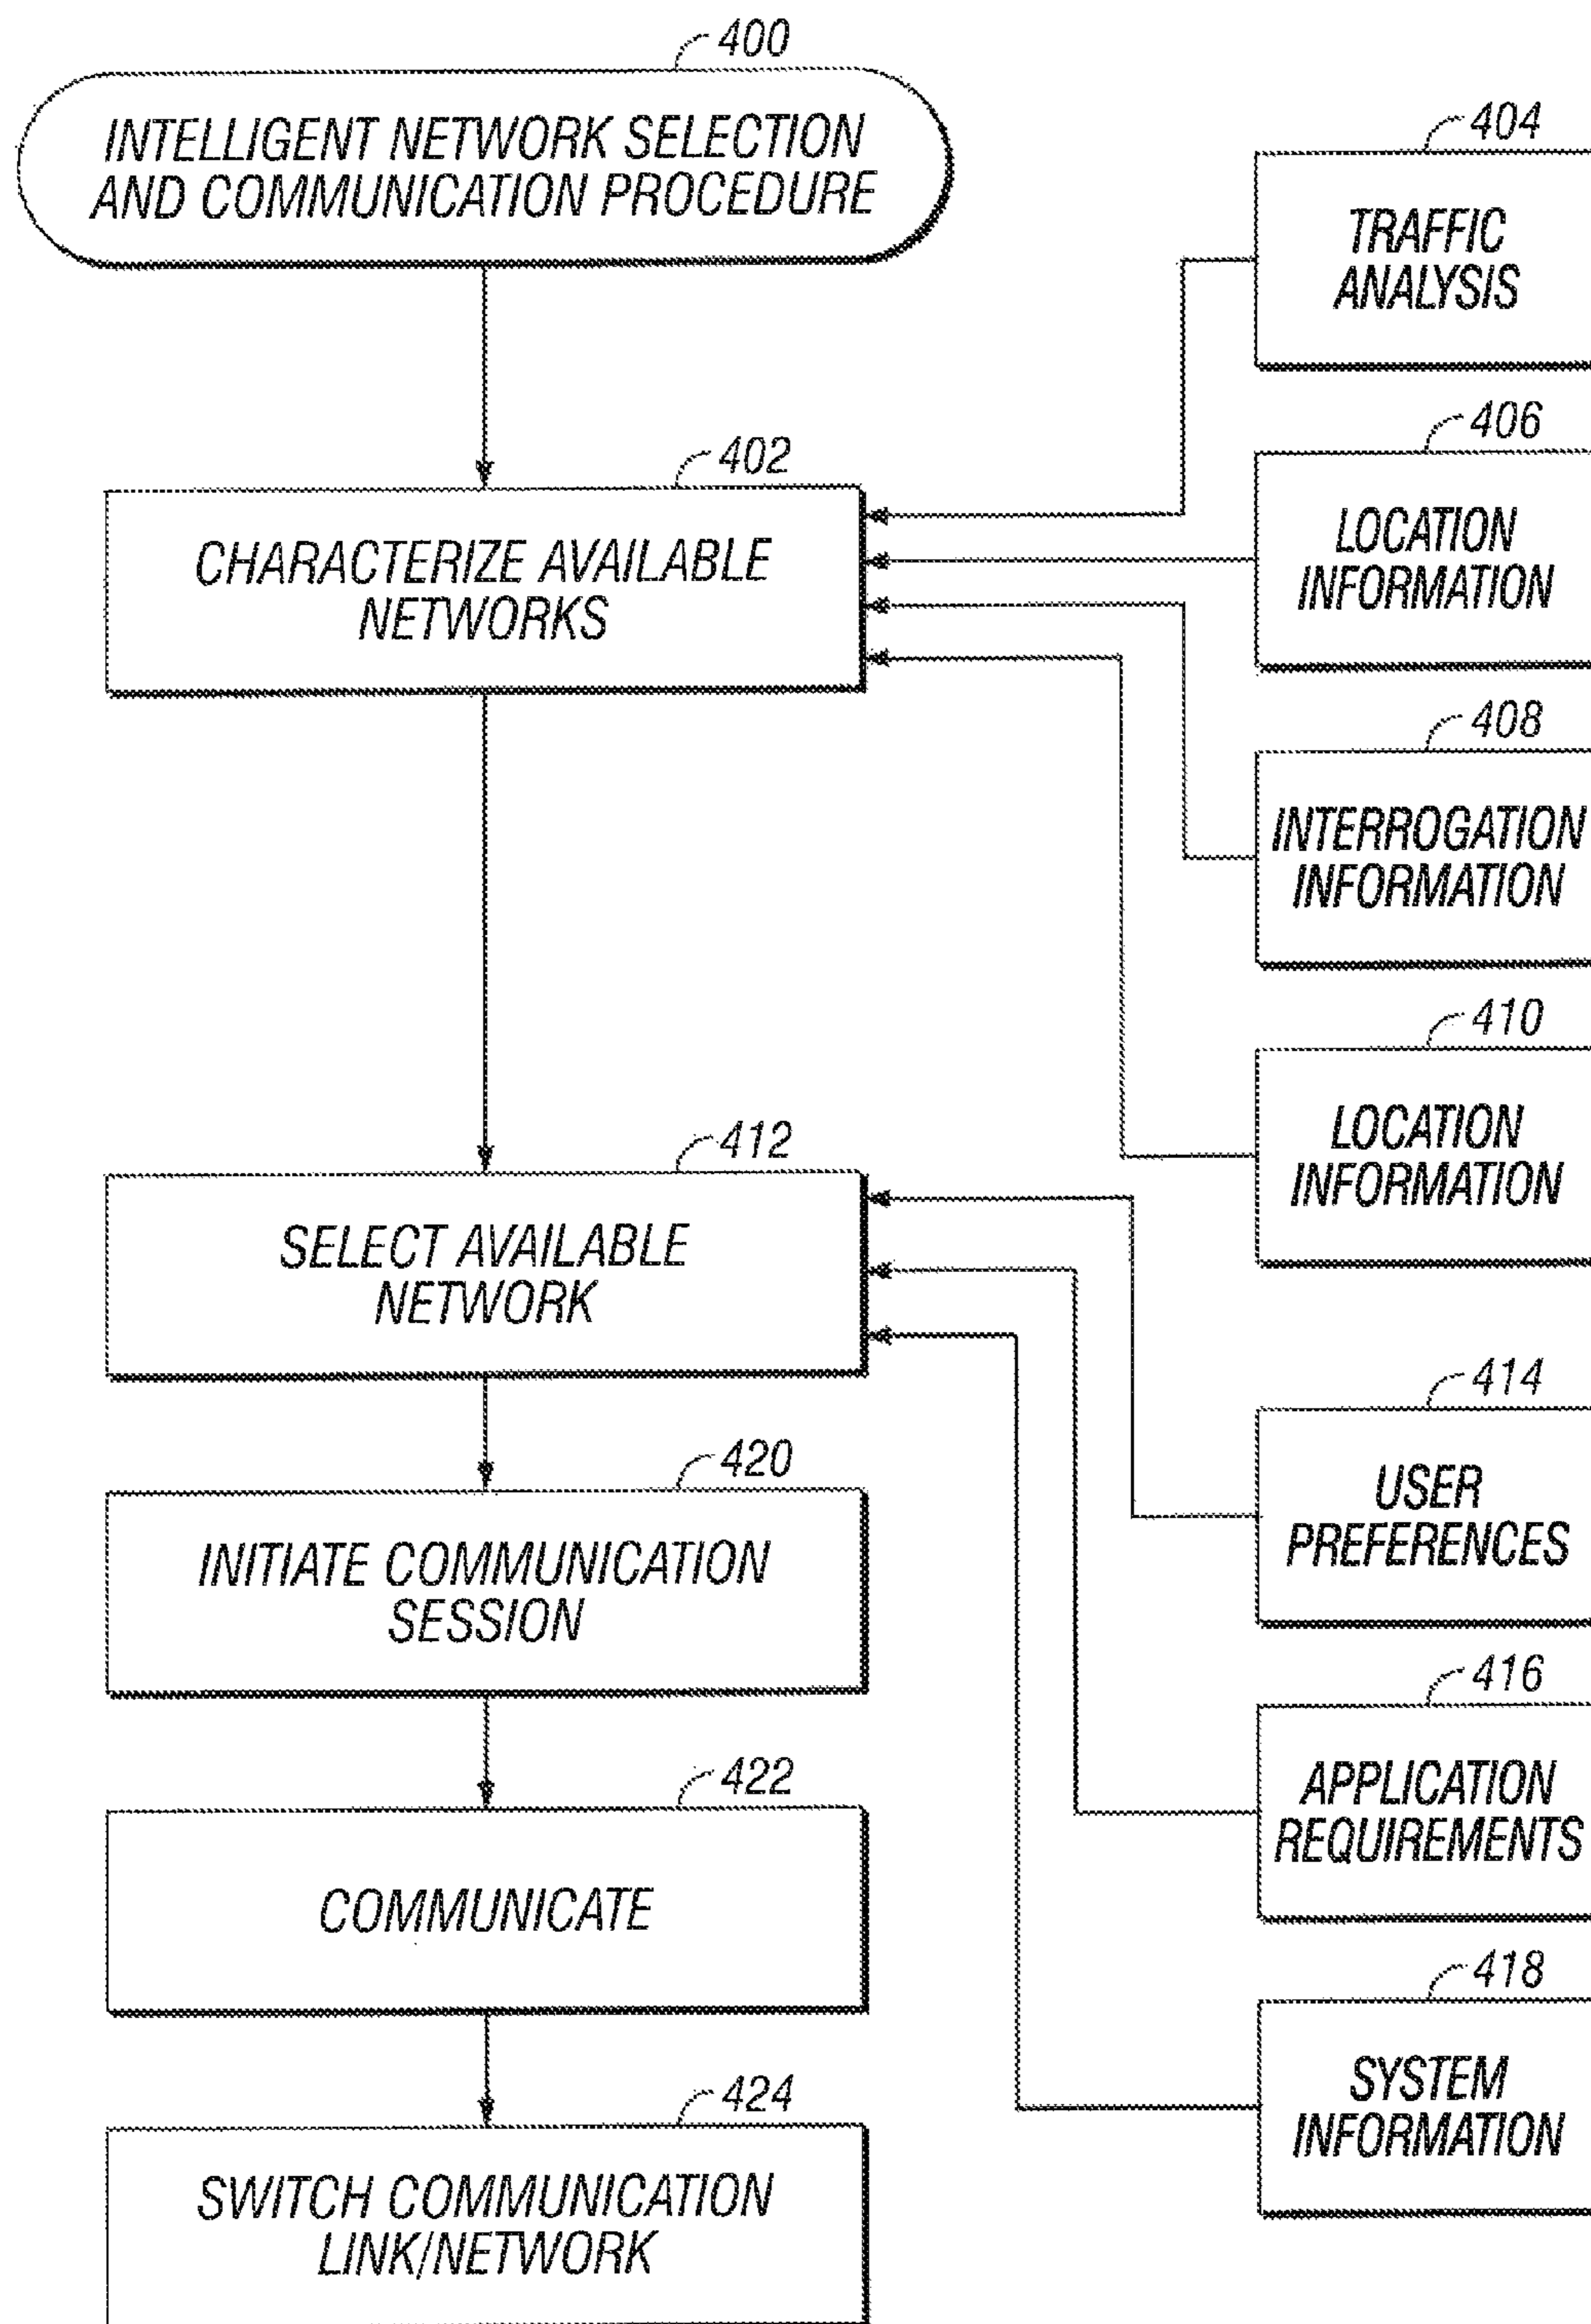 400
INTELLIGENT NETWORK SELECTION
AND COMMUNICATION PROCEDURE
404
TRAFFIC
ANALYSIS
402
CHARACTERIZE AVAILABLE
NETWORKS
406
LOCATION
INFORMATION
408
INTERROGATION
INFORMATION
410
LOCATION
INFORMATION
412
SELECT AVAILABLE
NETWORK
414
USER
PREFERENCES
420
INITIATE COMMUNICATION
SESSION
416
APPLICATION
REQUIREMENTS
422
COMMUNICATE
418
SYSTEM
INFORMATION
424
SWITCH COMMUNICATION
LINK/NETWORK